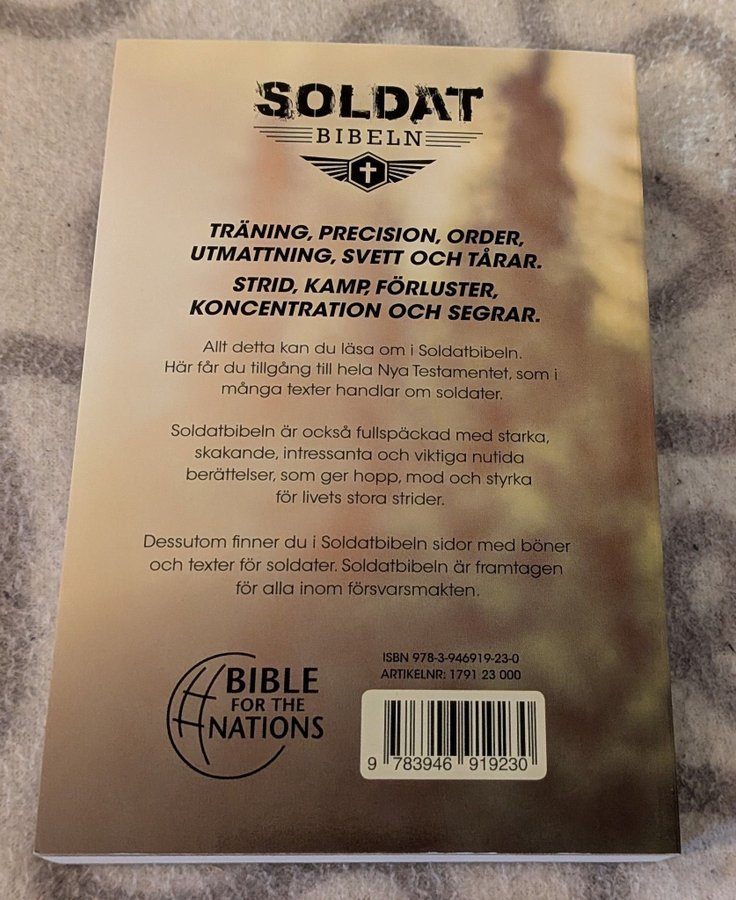 SOLDAT
BIBELN
TRÄNING, PRECISION, ORDER,
UTMATTNING, SVETT OCH TÅRAR.
STRID, KAMP, FÖRLUSTER,
KONCENTRATION OCH SEGRAR.
Allt detta kan du läsa om i Soldatbibeln.
Här får du tillgång till hela Nya Testamentet, som i
många texter handlar om soldater.
Soldatbibeln är också fullspäckad med starka,
skakande, intressanta och viktiga nutida
berättelser, som ger hopp, mod och styrka
för livets stora strider.
Dessutom finner du i Soldatbibeln sidor med böner
och texter för soldater. Soldatbibeln är framtagen
för alla inom försvarsmakten.
BIBLE
FOR THE
NATIONS
ISBN 978-3-946919-23-0
ARTIKELNR: 1791 23 000
9 783946 919230